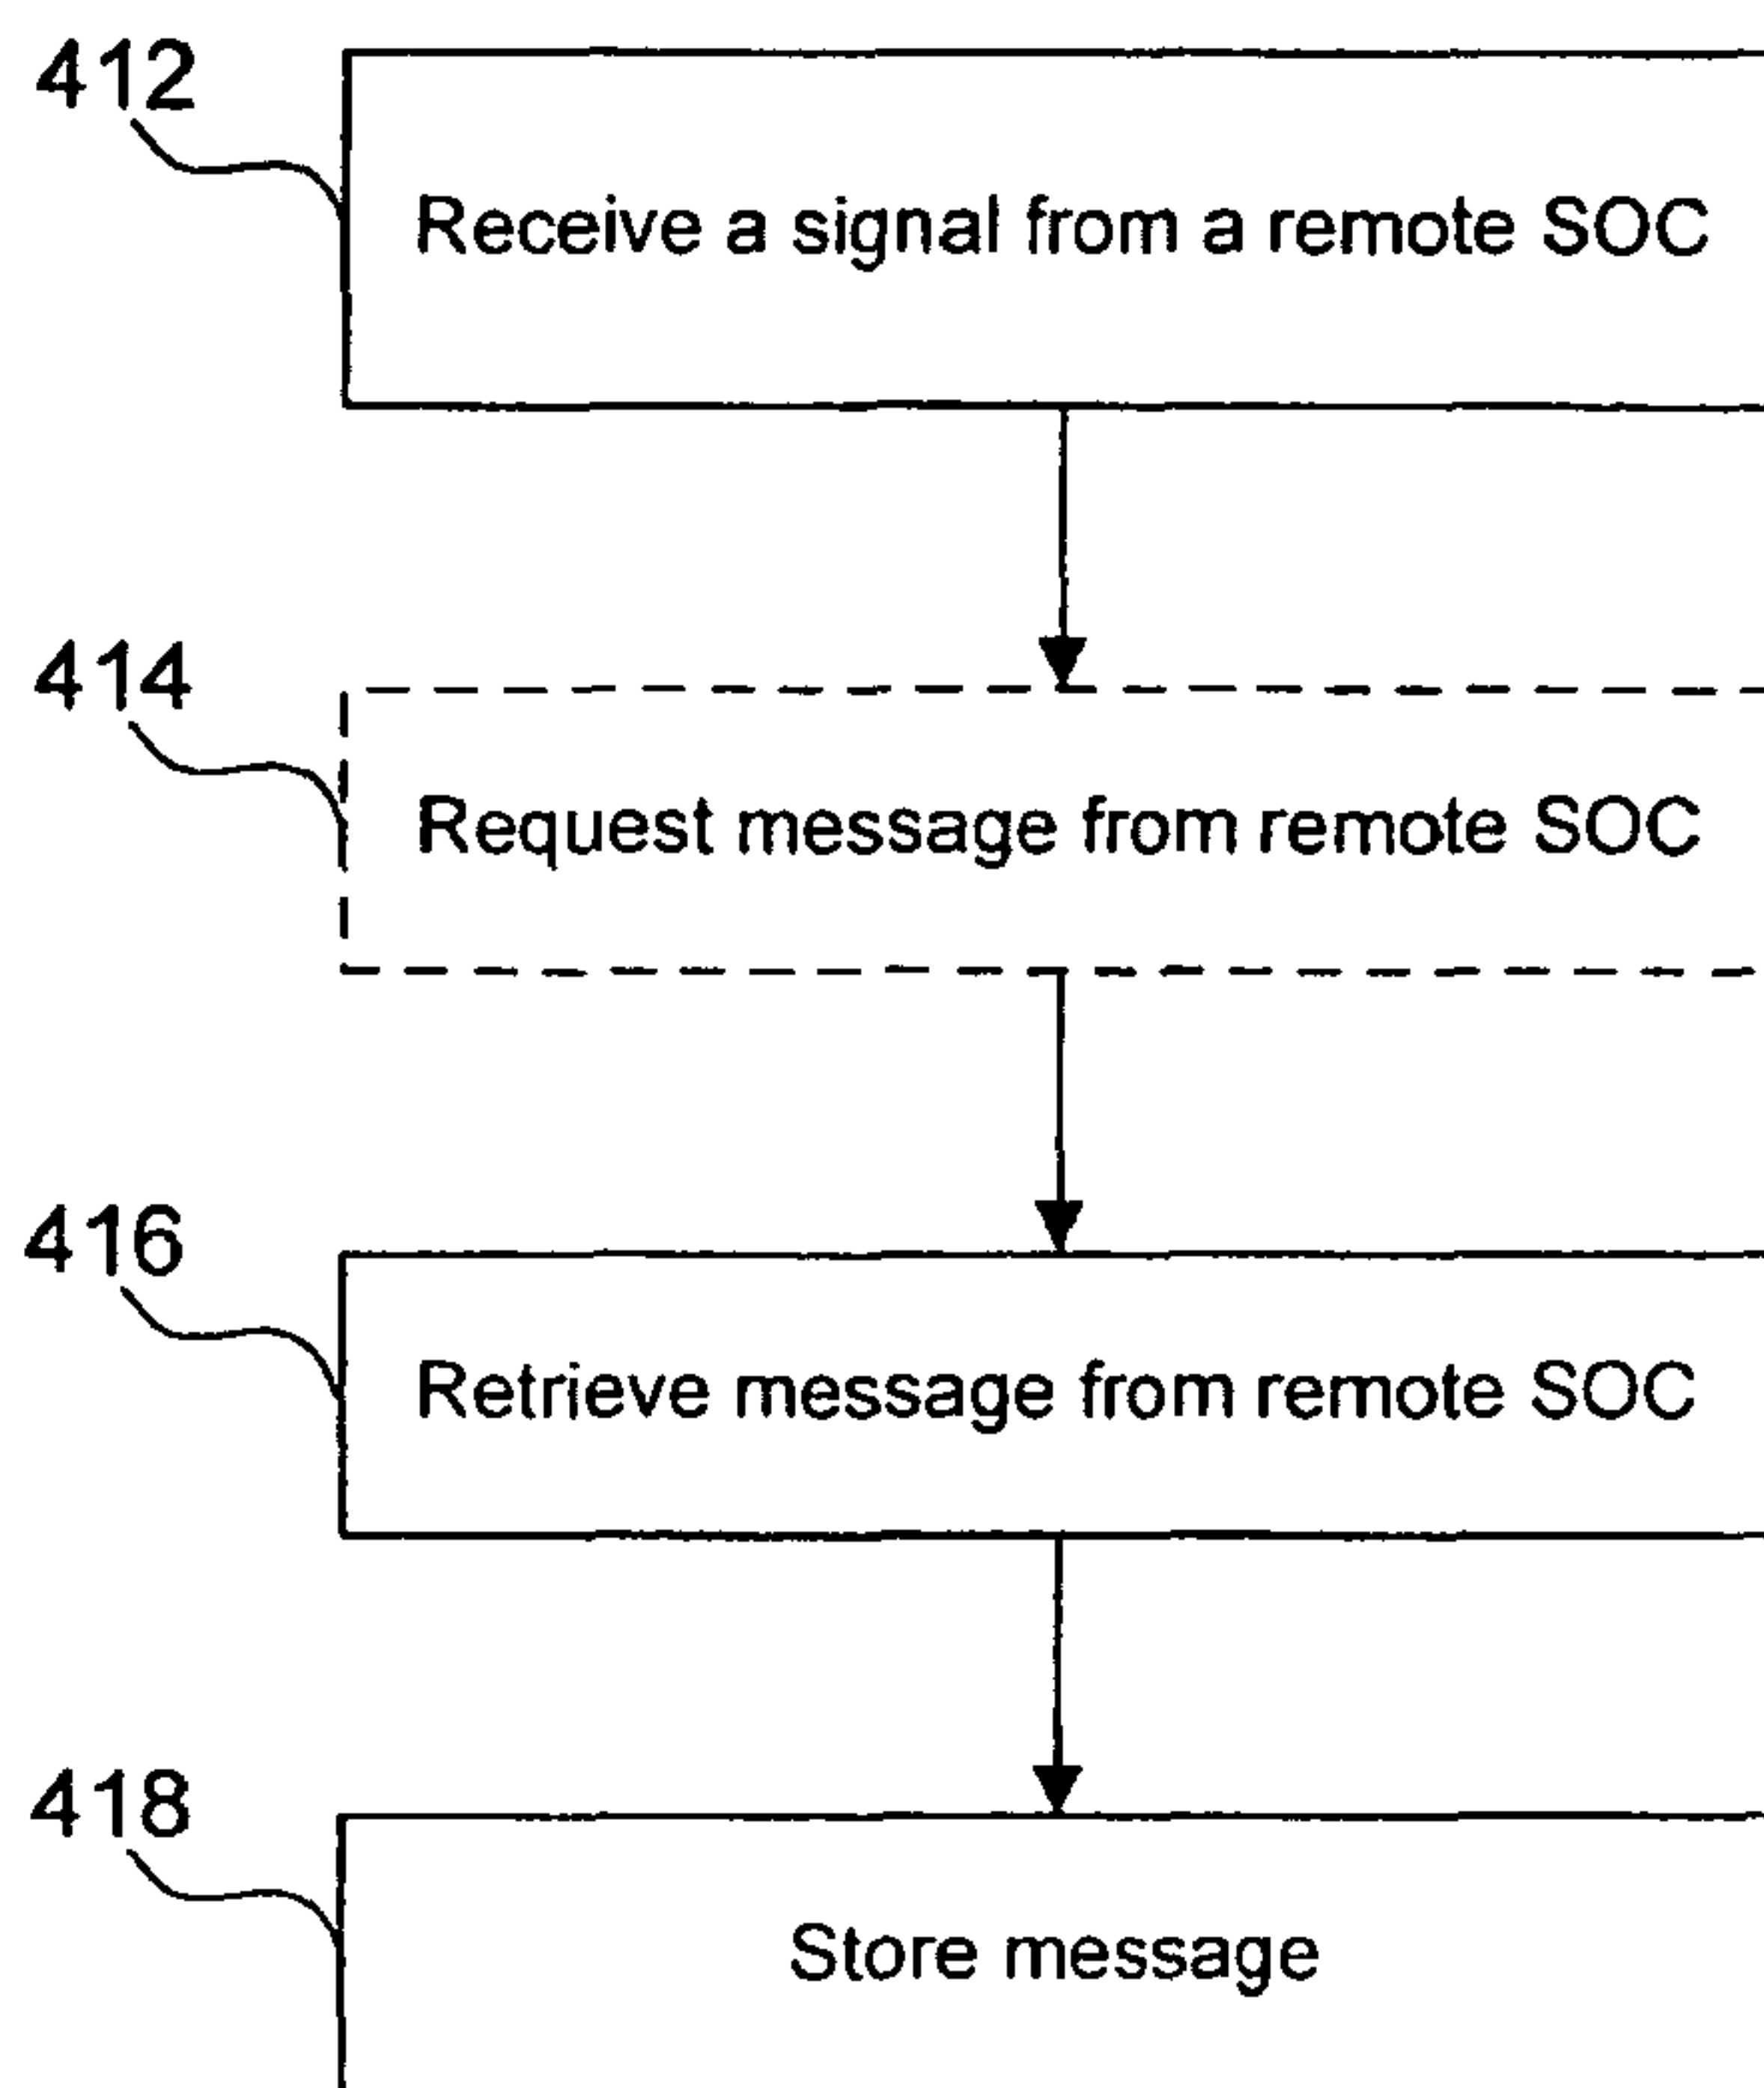 412
Receive a signal from a remote SOC
414
Request message from remote SOC
416
Retrieve message from remote SOC
418
Store message